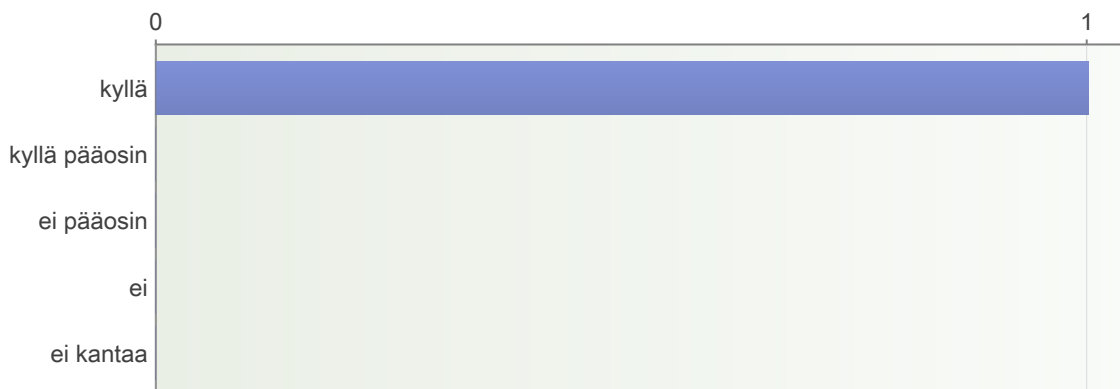 0 1
kyllä
kyllä pääosin
ei pääosin
ei
ei kantaa